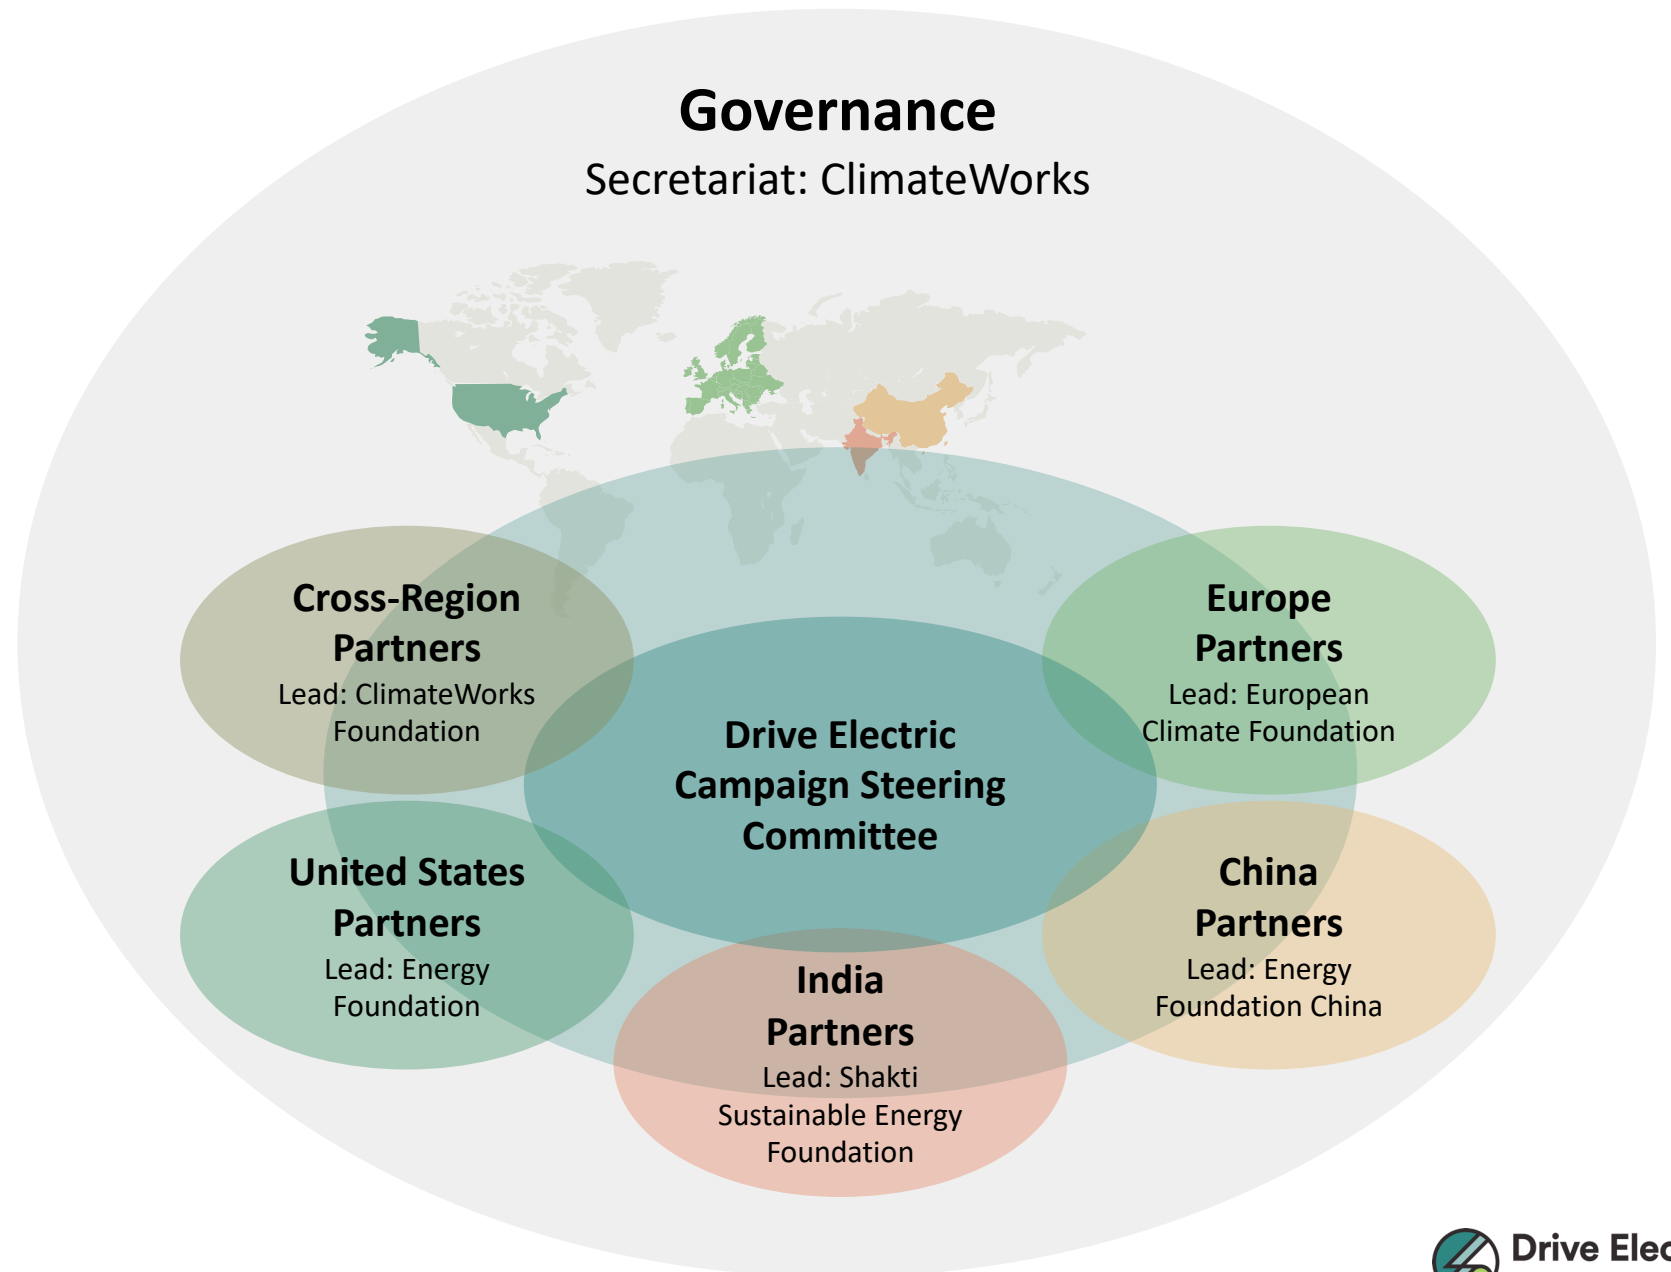 Governance
Secretariat: ClimateWorks
Cross-Region
Partners
Lead: ClimateWorks
Foundation
Europe
Partners
Lead: European
Climate Foundation
Drive Electric
Campaign Steering
Committee
United States
Partners
Lead: Energy
Foundation
China
Partners
Lead: Energy
Foundation China
India
Partners
Lead: Shakti
Sustainable Energy
Foundation
Drive Elec